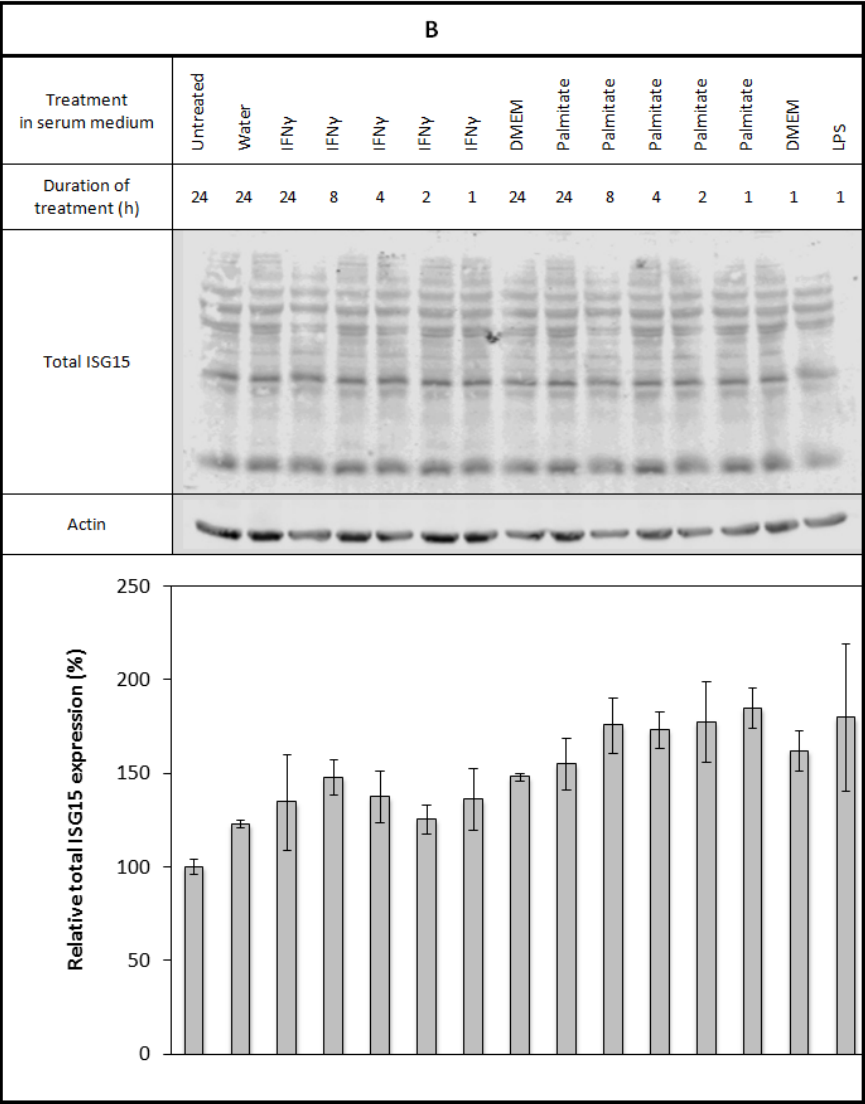 B
Treatment
in serum medium
Untreated
Water
IFNγ
IFNγ
IFNγ
IFNγ
IFNγ
DMEM
Palmitate
Palmitate
Palmitate
Palmitate
Palmitate
DMEM
LPS
Duration of
treatment (h)
24 24 24 8 4 2 1 24 24 8 4 2 1 1 1
Total ISG15
Actin
Relative total ISG15 expression (%)
250
200
150
100
50
0